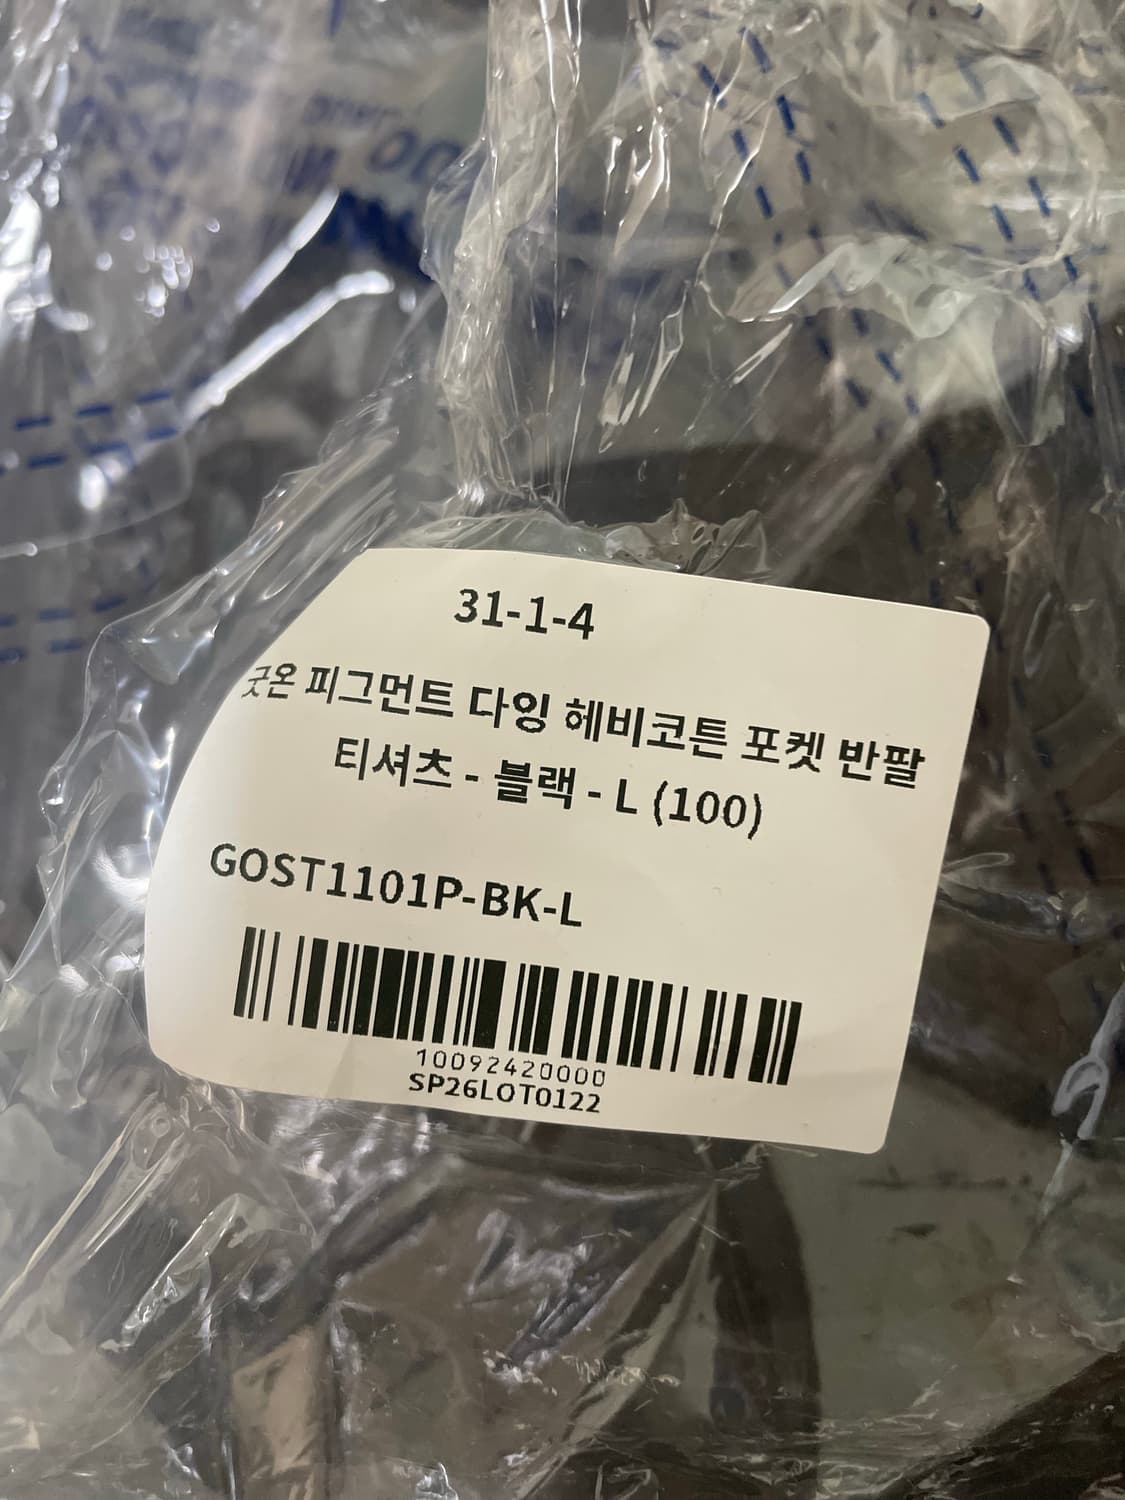 31-1-4
굿온 피그먼트 다잉 헤비코튼 포켓 반팔
티셔츠 - 블랙 - L (100)
GOST1101P-BK-L
10092420000
SP26LOT0122